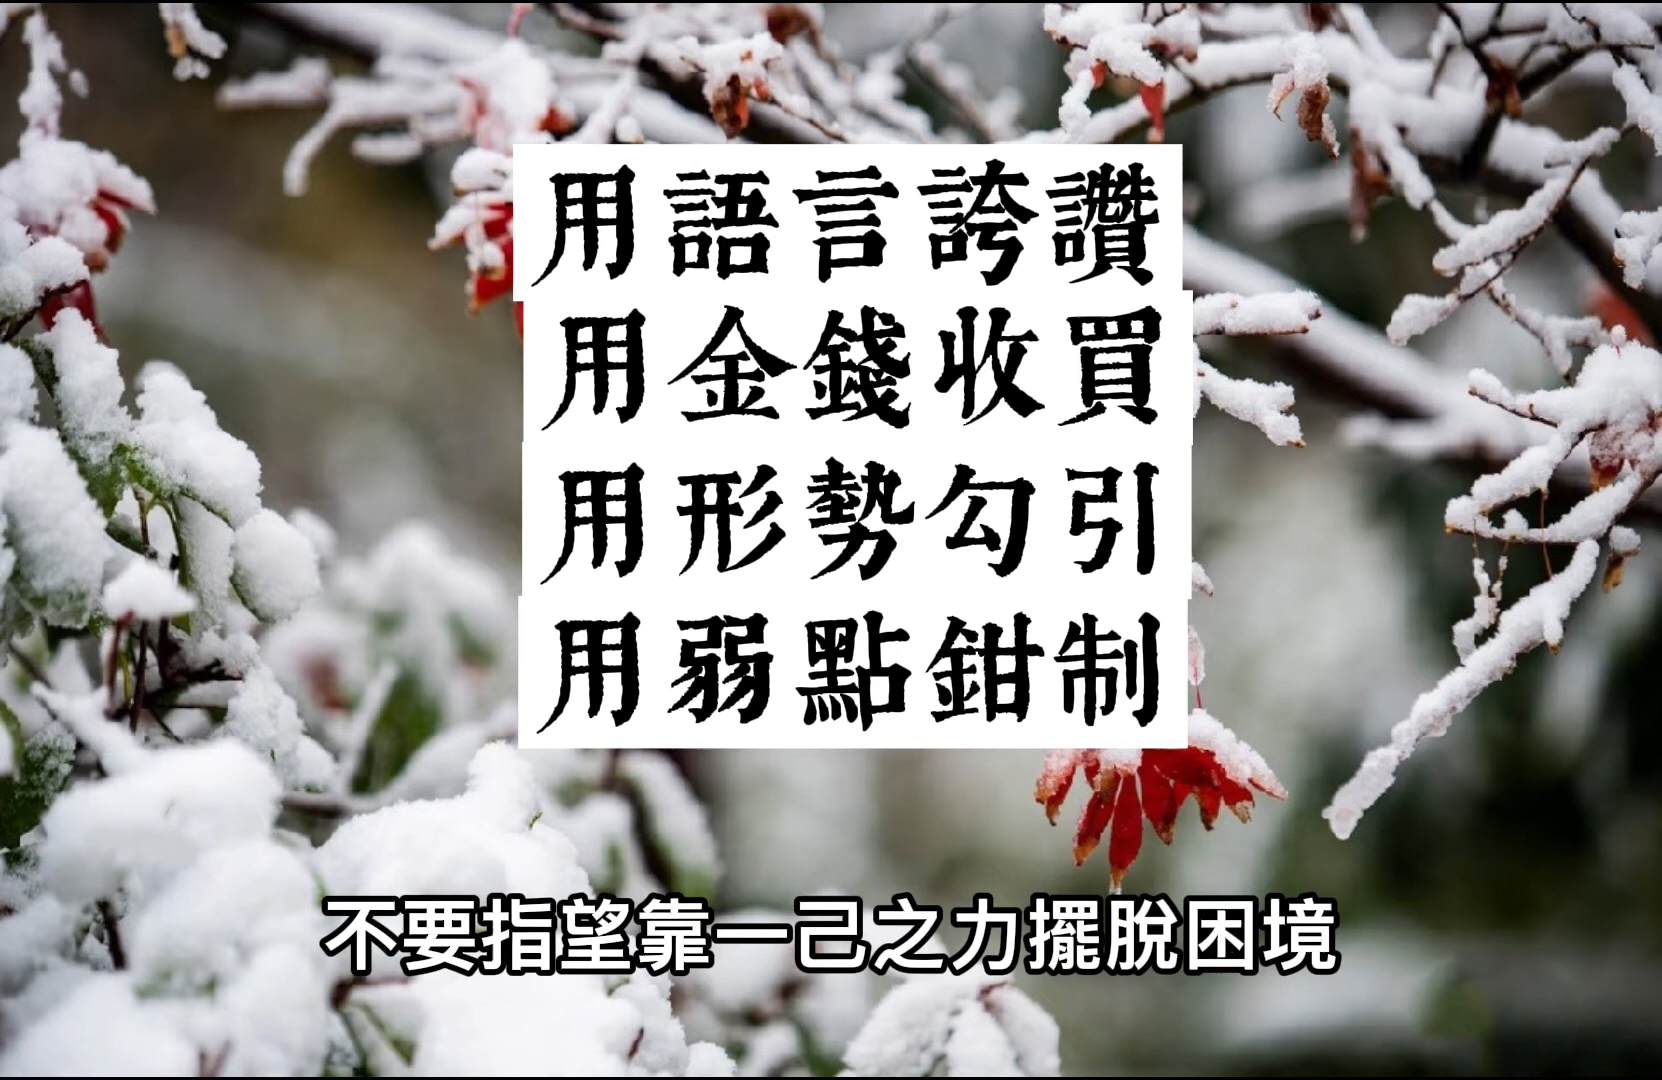 用語言誇讚
用金錢收買
用形勢勾引
用弱點鉗制
不要指望靠一己之力擺脫困境